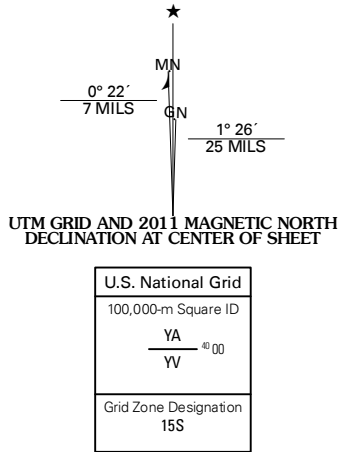 ★
MN
0° 22´
7 MILS
GN
1° 26´
25 MILS
UTM GRID AND 2011 MAGNETIC NORTH
DECLINATION AT CENTER OF SHEET
U.S. National Grid
100,000-m Square ID
YA
40 00
YV
Grid Zone Designation
15S